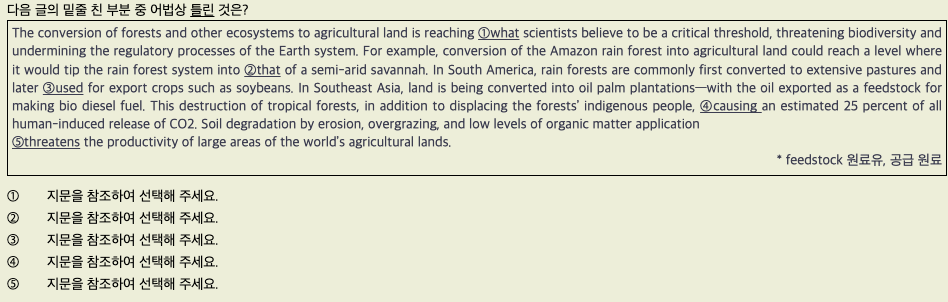 다음 글의 밑줄 친 부분 중 어법상 틀린 것은?
The conversion of forests and other ecosystems to agricultural land is reaching ①what scientists believe to be a critical threshold, threatening biodiversity and
undermining the regulatory processes of the Earth system. For example, conversion of the Amazon rain forest into agricultural land could reach a level where
it would tip the rain forest system into ②that of a semi-arid savannah. In South America, rain forests are commonly first converted to extensive pastures and
later ③used for export crops such as soybeans. In Southeast Asia, land is being converted into oil palm plantations—with the oil exported as a feedstock for
making bio diesel fuel. This destruction of tropical forests, in addition to displacing the forests' indigenous people, ④causing an estimated 25 percent of all
human-induced release of CO2. Soil degradation by erosion, overgrazing, and low levels of organic matter application
⑤threatens the productivity of large areas of the world's agricultural lands.
* feedstock 원료유, 공급 원료
① 지문을 참조하여 선택해 주세요.
② 지문을 참조하여 선택해 주세요.
③ 지문을 참조하여 선택해 주세요.
④ 지문을 참조하여 선택해 주세요.
⑤ 지문을 참조하여 선택해 주세요.